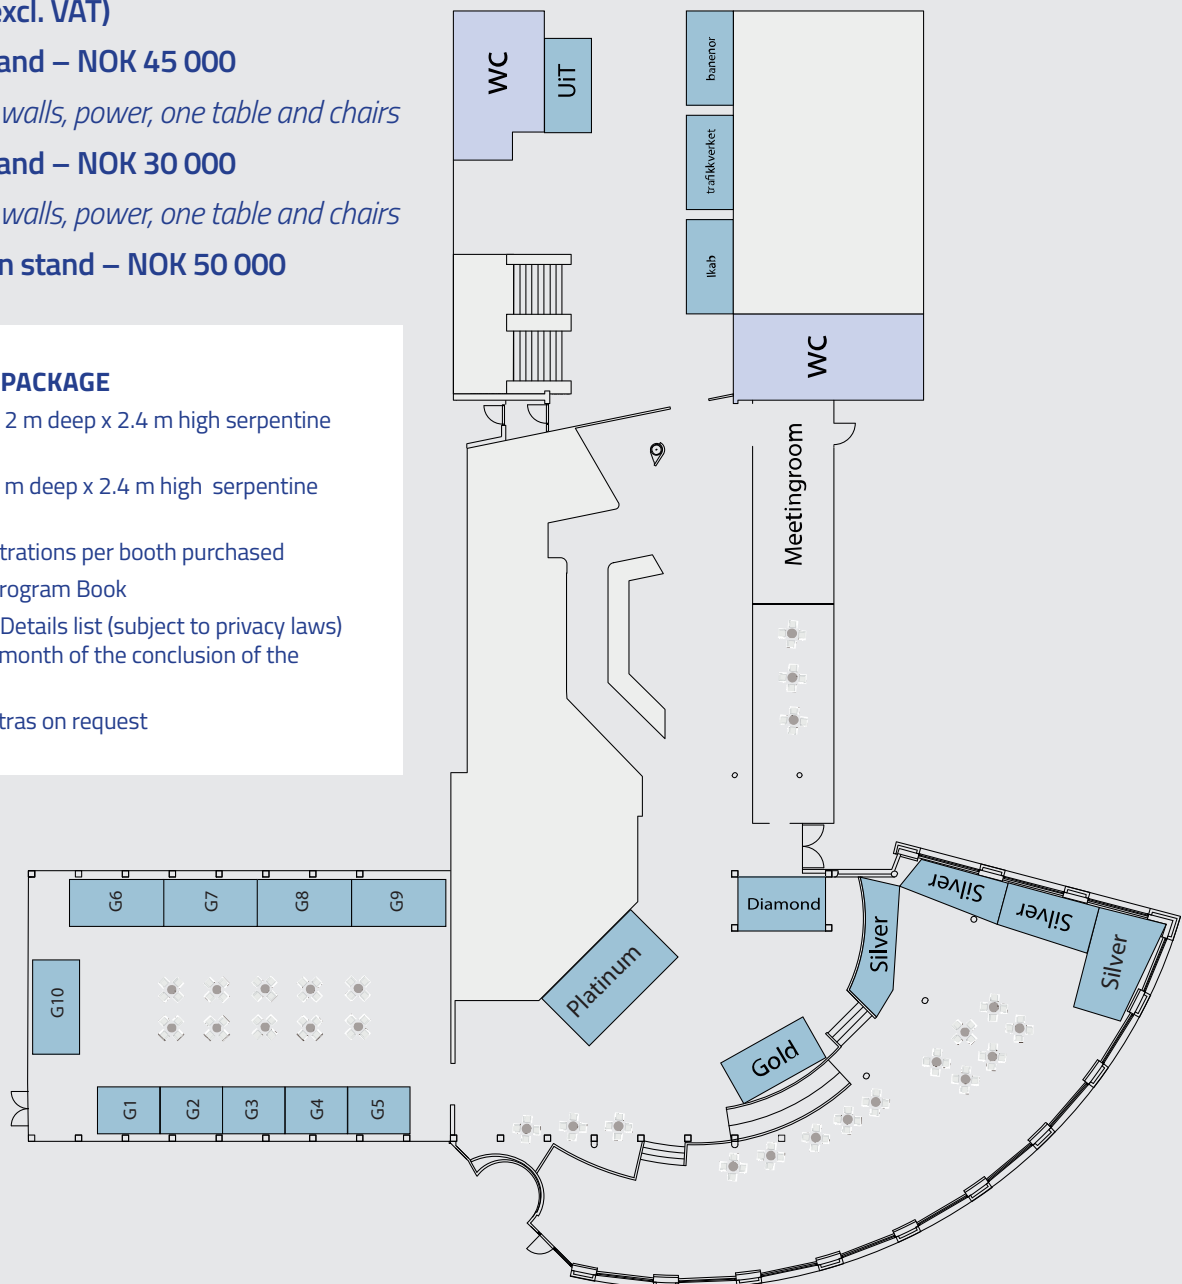 excl. VAT)
and – NOK 45 000
walls, power, one table and chairs
and – NOK 30 000
walls, power, one table and chairs
n stand – NOK 50 000
PACKAGE
2 m deep x 2.4 m high serpentine
m deep x 2.4 m high serpentine
trations per booth purchased
rogram Book
Details list (subject to privacy laws)
month of the conclusion of the
tras on request
WC
UiT
banenor
trafikkverket
lkab
WC
Meetingroom
Diamond
Silver
Silver
Silver
Silver
Platinum
Gold
G6
G7
G8
G9
G10
G1
G2
G3
G4
G5